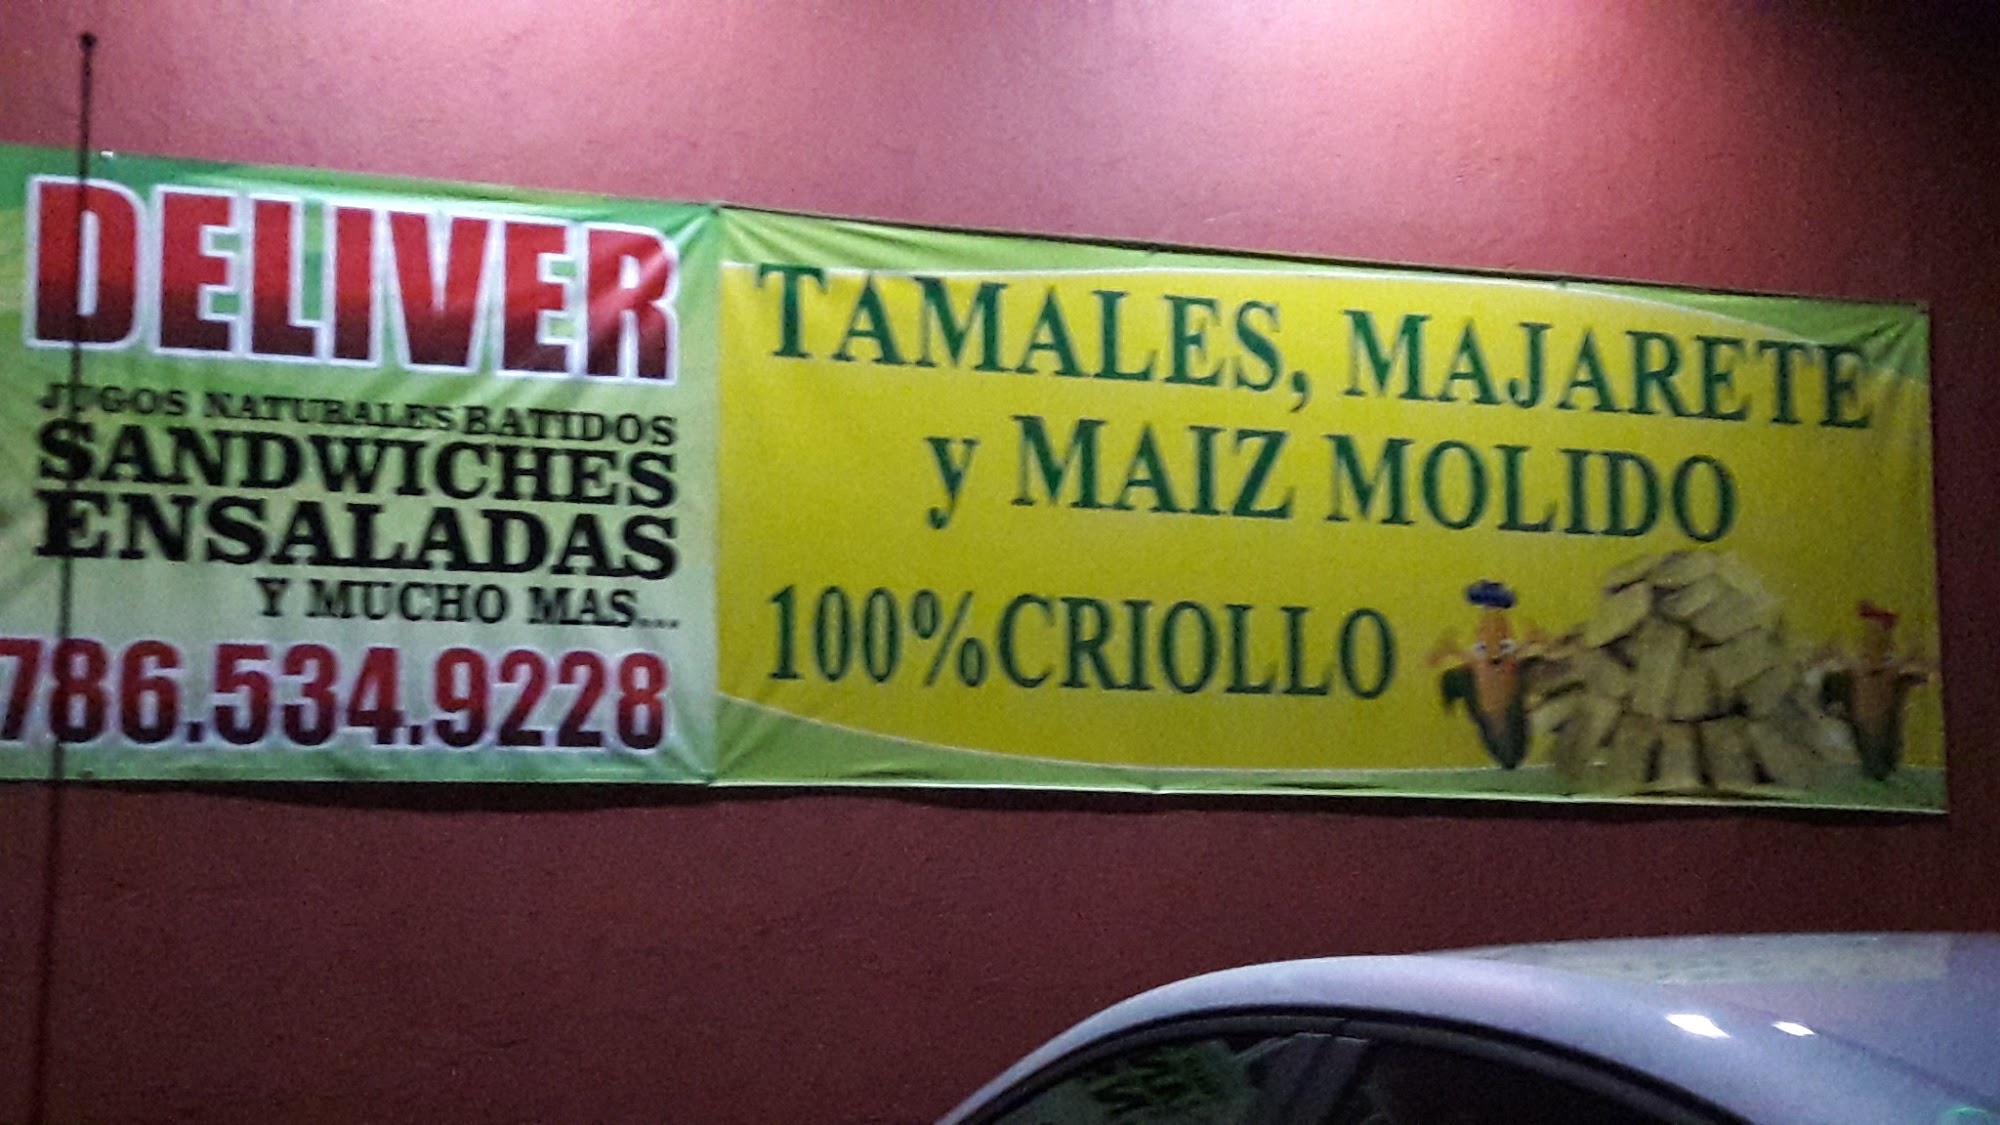 DELIVER
JUGOS NATURALES BATIDOS
SANDWICHES
ENSALADAS
Y MUCHO MAS...
786.534.9228
TAMALES, MAJARETE
y MAIZ MOLIDO
100%CRIOLLO